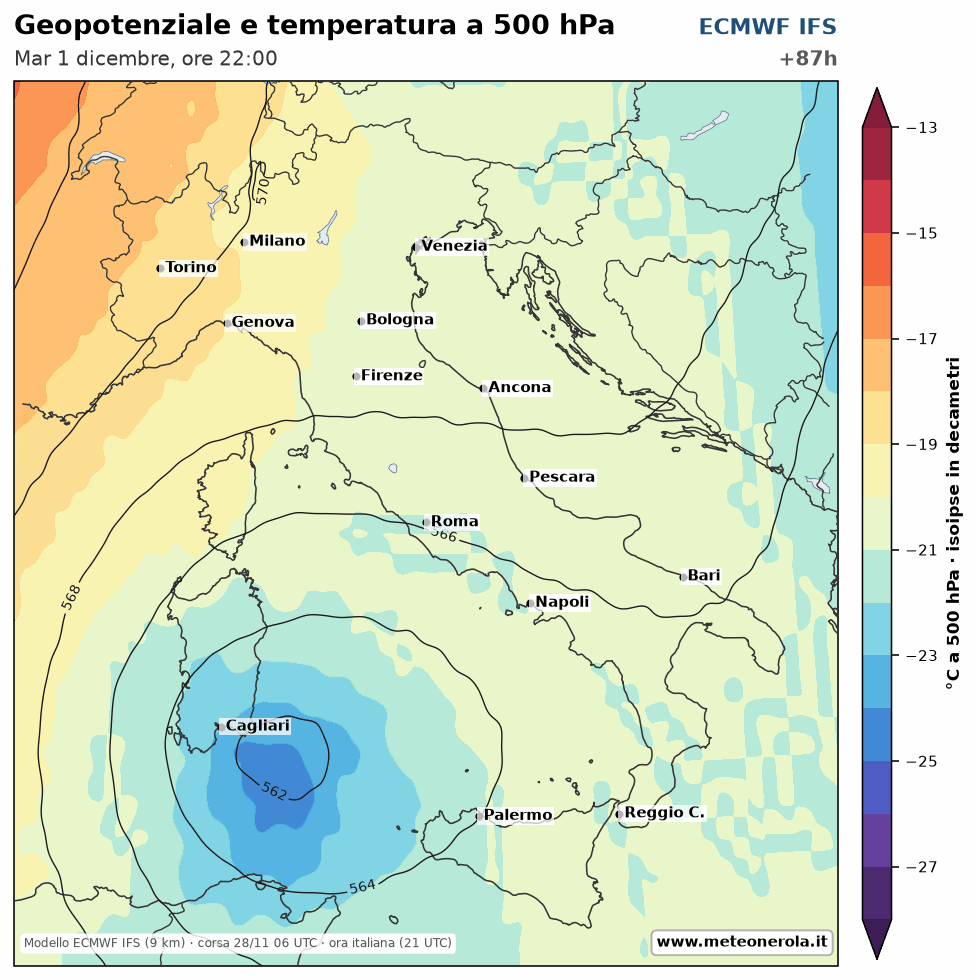 Geopotenziale e temperatura a 500 hPa
ECMWF IFS
Mar 1 dicembre, ore 22:00
+87h
570
Milano
Venezia
Torino
Genova
Bologna
Firenze
Ancona
Pescara
Roma
566
Bari
568
Napoli
Cagliari
562
Palermo
Reggio C.
564
Modello ECMWF IFS (9 km) · corsa 28/11 06 UTC · ora italiana (21 UTC)
www.meteonerola.it
−13
−15
−17
−19
−21
−23
−25
−27
°C a 500 hPa · isoipse in decametri